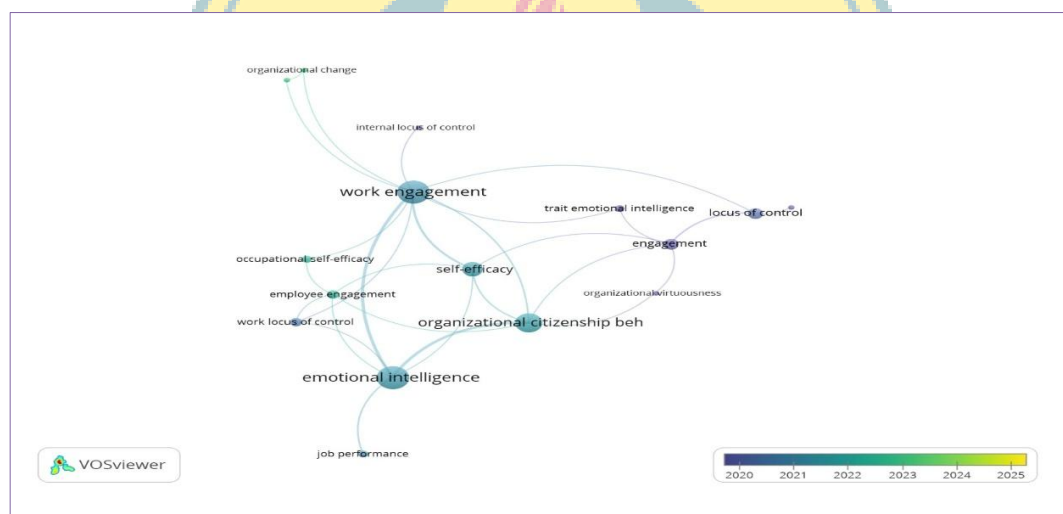 organizational change
internal locus of control
work engagement
trait emotional intelligence
locus of control
engagement
occupational self-efficacy
self-efficacy
employee engagement
organizational virtuousness
work locus of control
organizational citizenship beh
emotional intelligence
job performance
VOSviewer
2020 2021 2022 2023 2024 2025